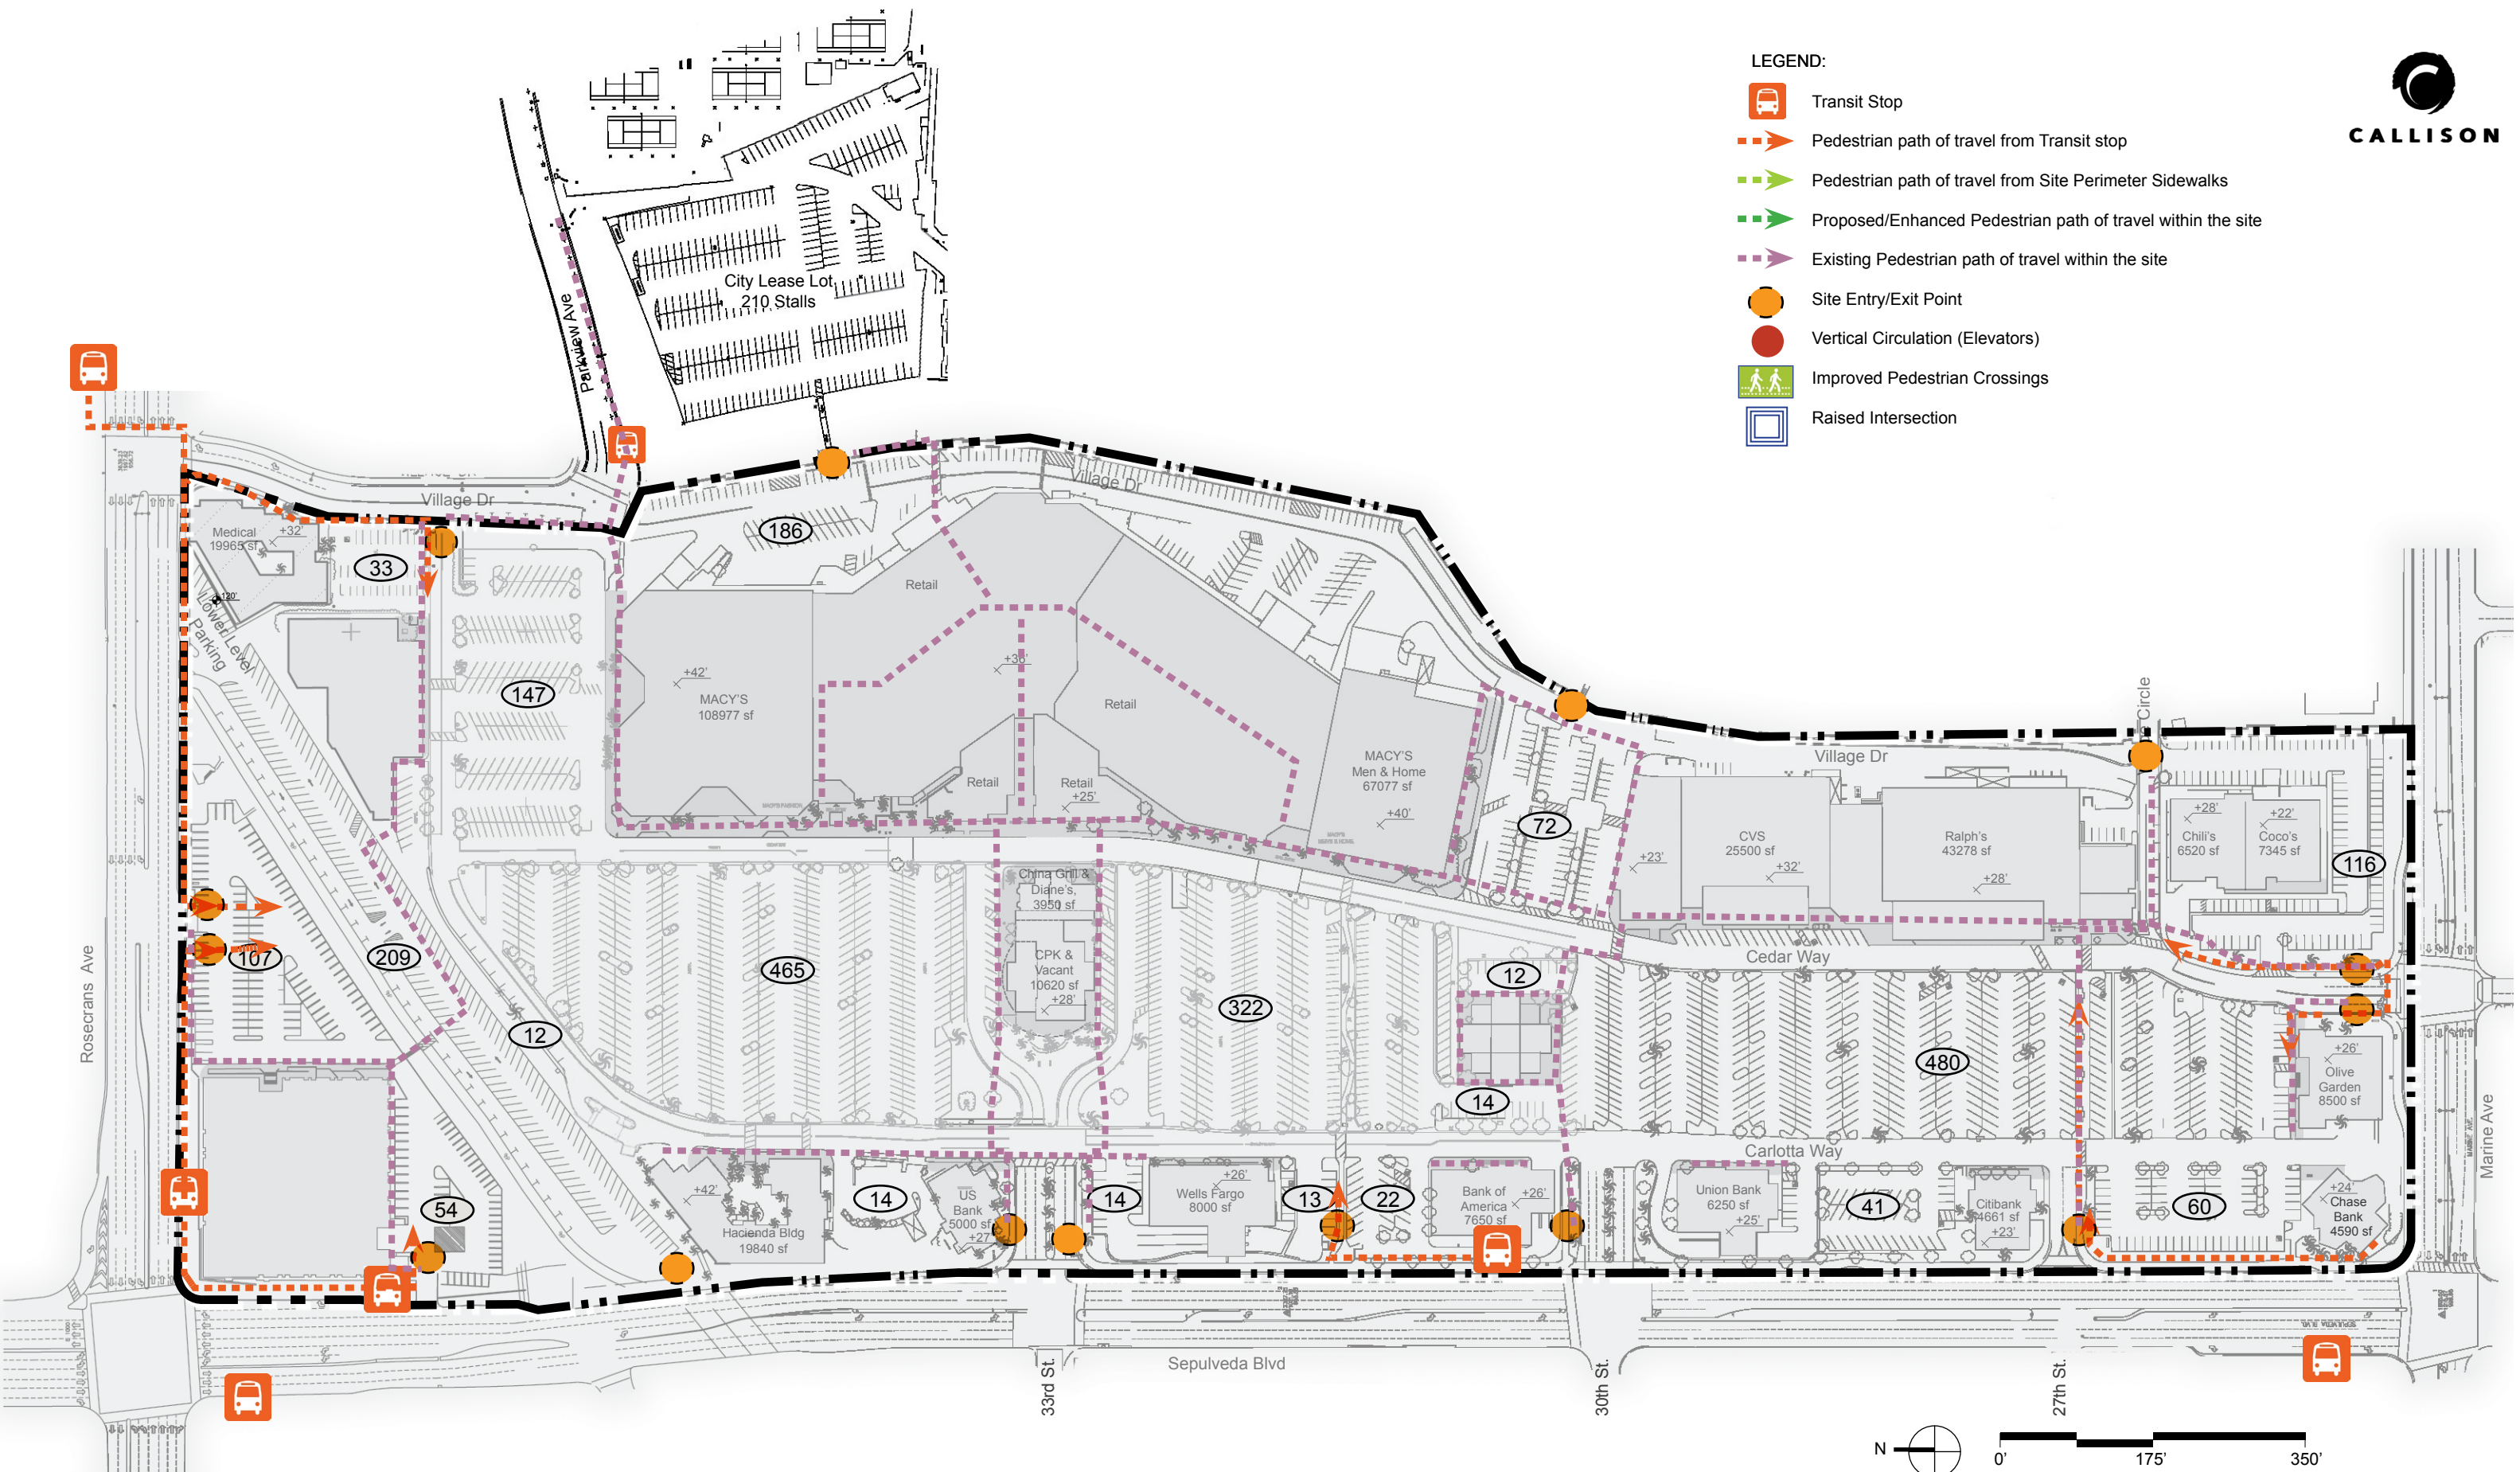 LEGEND:
Transit Stop
Pedestrian path of travel from Transit stop
Pedestrian path of travel from Site Perimeter Sidewalks
Proposed/Enhanced Pedestrian path of travel within the site
Existing Pedestrian path of travel within the site
Site Entry/Exit Point
Vertical Circulation (Elevators)
Improved Pedestrian Crossings
Raised Intersection
CALLISON
City Lease Lot
210 Stalls
Parkview Ave
Village Dr
Village Dr
Medical
19965 sf
+32'
33
120'
Lower Level
Parking
186
Retail
147
+42'
MACY'S
108977 sf
+36'
Retail
Retail
Retail
+25'
MACY'S
Men & Home
67077 sf
+40'
72
Village Dr
Circle
+23'
CVS
25500 sf
+32'
Ralph's
43278 sf
+28'
+28'
Chili's
6520 sf
+22'
Coco's
7345 sf
116
Rosecrans Ave
107
209
12
465
China Grill &
Diane's,
3950 sf
CPK &
Vacant
10620 sf
+28'
322
12
14
Cedar Way
480
+26'
Olive
Garden
8500 sf
Marine Ave
54
+42'
Hacienda Bldg
19840 sf
14
US
Bank
5000 sf
+27'
14
+26'
Wells Fargo
8000 sf
13
22
Bank of
America
7650 sf
+26'
Carlotta Way
Union Bank
6250 sf
+25'
41
Citibank
4661 sf
+23'
60
+24'
Chase
Bank
4590 sf
33rd St.
Sepulveda Blvd
30th St.
27th St.
N
0'
175'
350'